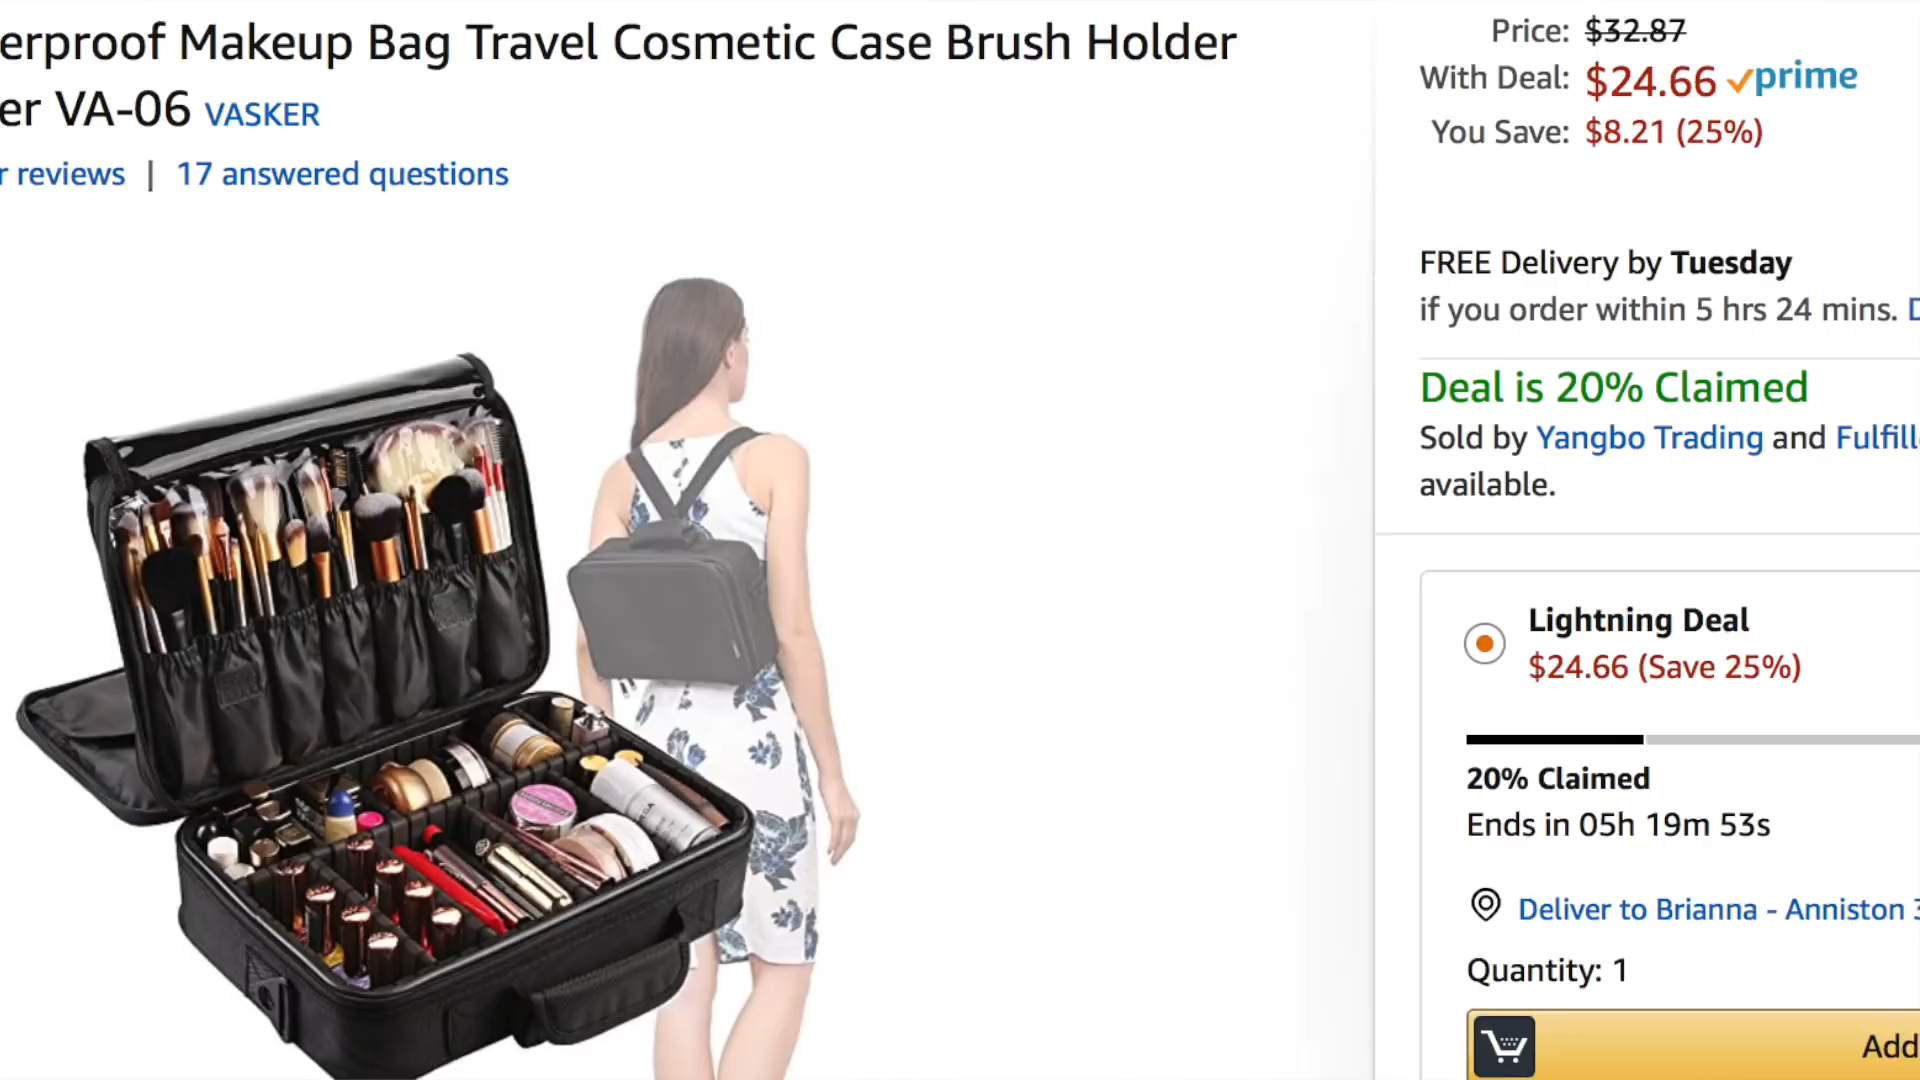 erproof Makeup Bag Travel Cosmetic Case Brush Holder
er VA-06 VASKER
r reviews | 17 answered questions
Price: $32.87
With Deal: $24.66 prime
You Save: $8.21 (25%)
FREE Delivery by Tuesday
if you order within 5 hrs 24 mins. D
Deal is 20% Claimed
Sold by Yangbo Trading and Fulfill
available.
Lightning Deal
$24.66 (Save 25%)
20% Claimed
Ends in 05h 19m 53s
Deliver to Brianna - Anniston 3
Quantity: 1
Add